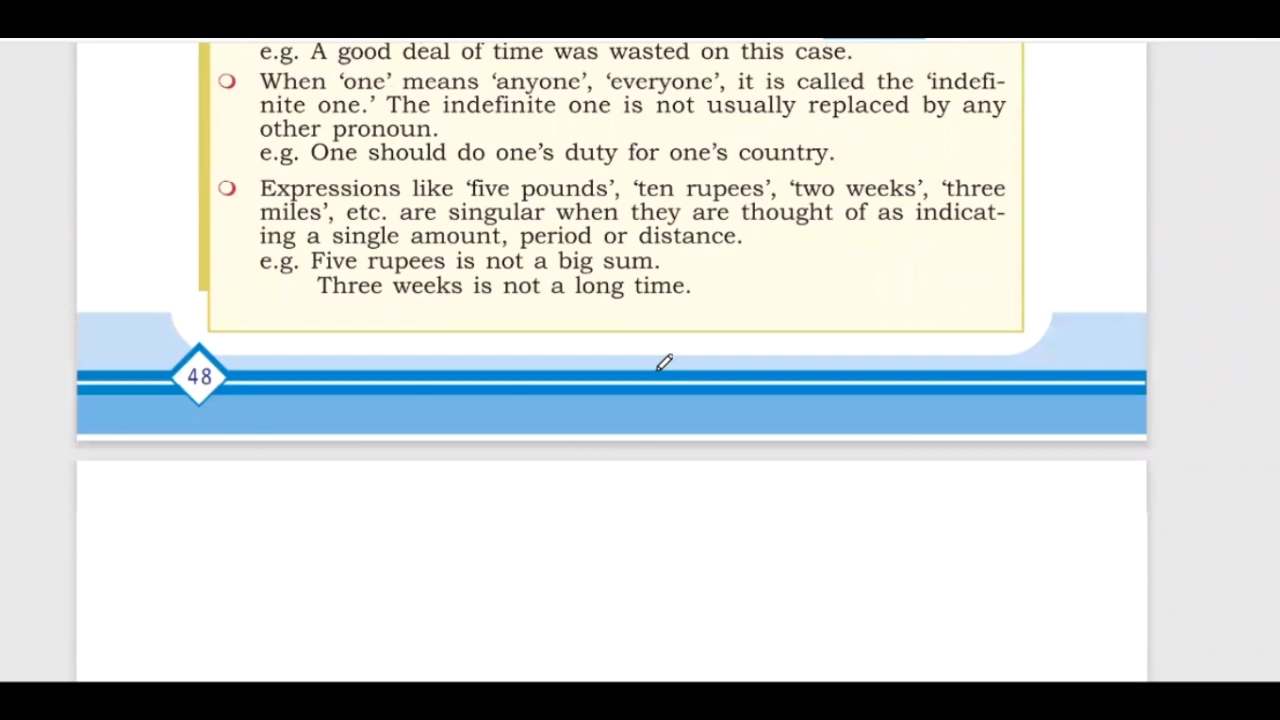 e.g. A good deal of time was wasted on this case.
When ‘one’ means ‘anyone’, ‘everyone’, it is called the ‘indefi-
nite one.’ The indefinite one is not usually replaced by any
other pronoun.
e.g. One should do one’s duty for one’s country.
Expressions like ‘five pounds’, ‘ten rupees’, ‘two weeks’, ‘three
miles’, etc. are singular when they are thought of as indicat-
ing a single amount, period or distance.
e.g. Five rupees is not a big sum.
Three weeks is not a long time.
48